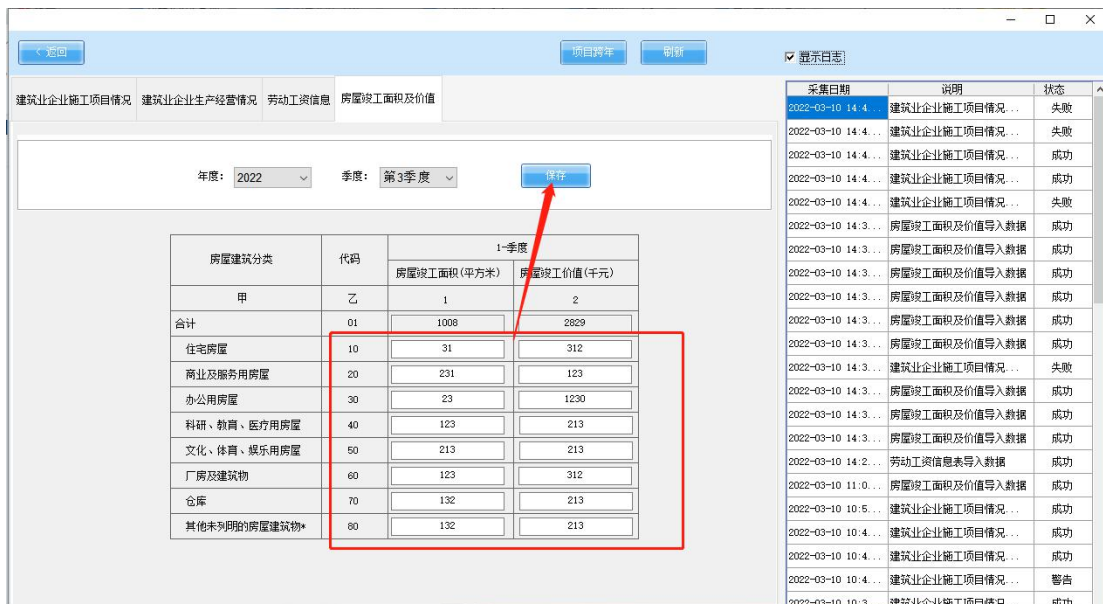 < 返回
项目跨年
刷新
显示日志
建筑业企业施工项目情况 建筑业企业生产经营情况 劳动工资信息 房屋竣工面积及价值
年度: 2022 季度: 第3季度 保存
房屋建筑分类 代码 1-季度
房屋竣工面积(平方米) 房屋竣工价值(千元)
甲 乙 1 2
合计 01 1008 2829
住宅房屋 10 31 312
商业及服务用房屋 20 231 123
办公用房屋 30 23 1230
科研、教育、医疗用房屋 40 123 213
文化、体育、娱乐用房屋 50 213 213
厂房及建筑物 60 123 312
仓库 70 132 213
其他未列明的房屋建筑物* 80 132 213
采集日期 说明 状态
2022-03-10 14:4... 建筑业企业施工项目情况... 失败
2022-03-10 14:4... 建筑业企业施工项目情况... 失败
2022-03-10 14:4... 建筑业企业施工项目情况... 成功
2022-03-10 14:4... 建筑业企业施工项目情况... 成功
2022-03-10 14:4... 建筑业企业施工项目情况... 失败
2022-03-10 14:3... 房屋竣工面积及价值导入数据 成功
2022-03-10 14:3... 房屋竣工面积及价值导入数据 成功
2022-03-10 14:3... 房屋竣工面积及价值导入数据 成功
2022-03-10 14:3... 房屋竣工面积及价值导入数据 成功
2022-03-10 14:3... 房屋竣工面积及价值导入数据 成功
2022-03-10 14:3... 房屋竣工面积及价值导入数据 成功
2022-03-10 14:3... 建筑业企业施工项目情况... 失败
2022-03-10 14:3... 房屋竣工面积及价值导入数据 成功
2022-03-10 14:3... 房屋竣工面积及价值导入数据 成功
2022-03-10 14:3... 房屋竣工面积及价值导入数据 成功
2022-03-10 14:2... 劳动工资信息表导入数据 成功
2022-03-10 11:0... 房屋竣工面积及价值导入数据 成功
2022-03-10 10:5... 建筑业企业施工项目情况... 成功
2022-03-10 10:4... 建筑业企业施工项目情况... 成功
2022-03-10 10:4... 建筑业企业施工项目情况... 成功
2022-03-10 10:4... 建筑业企业施工项目情况... 警告
2022-03-10 10:3... 建筑业企业施工项目情况... 成功